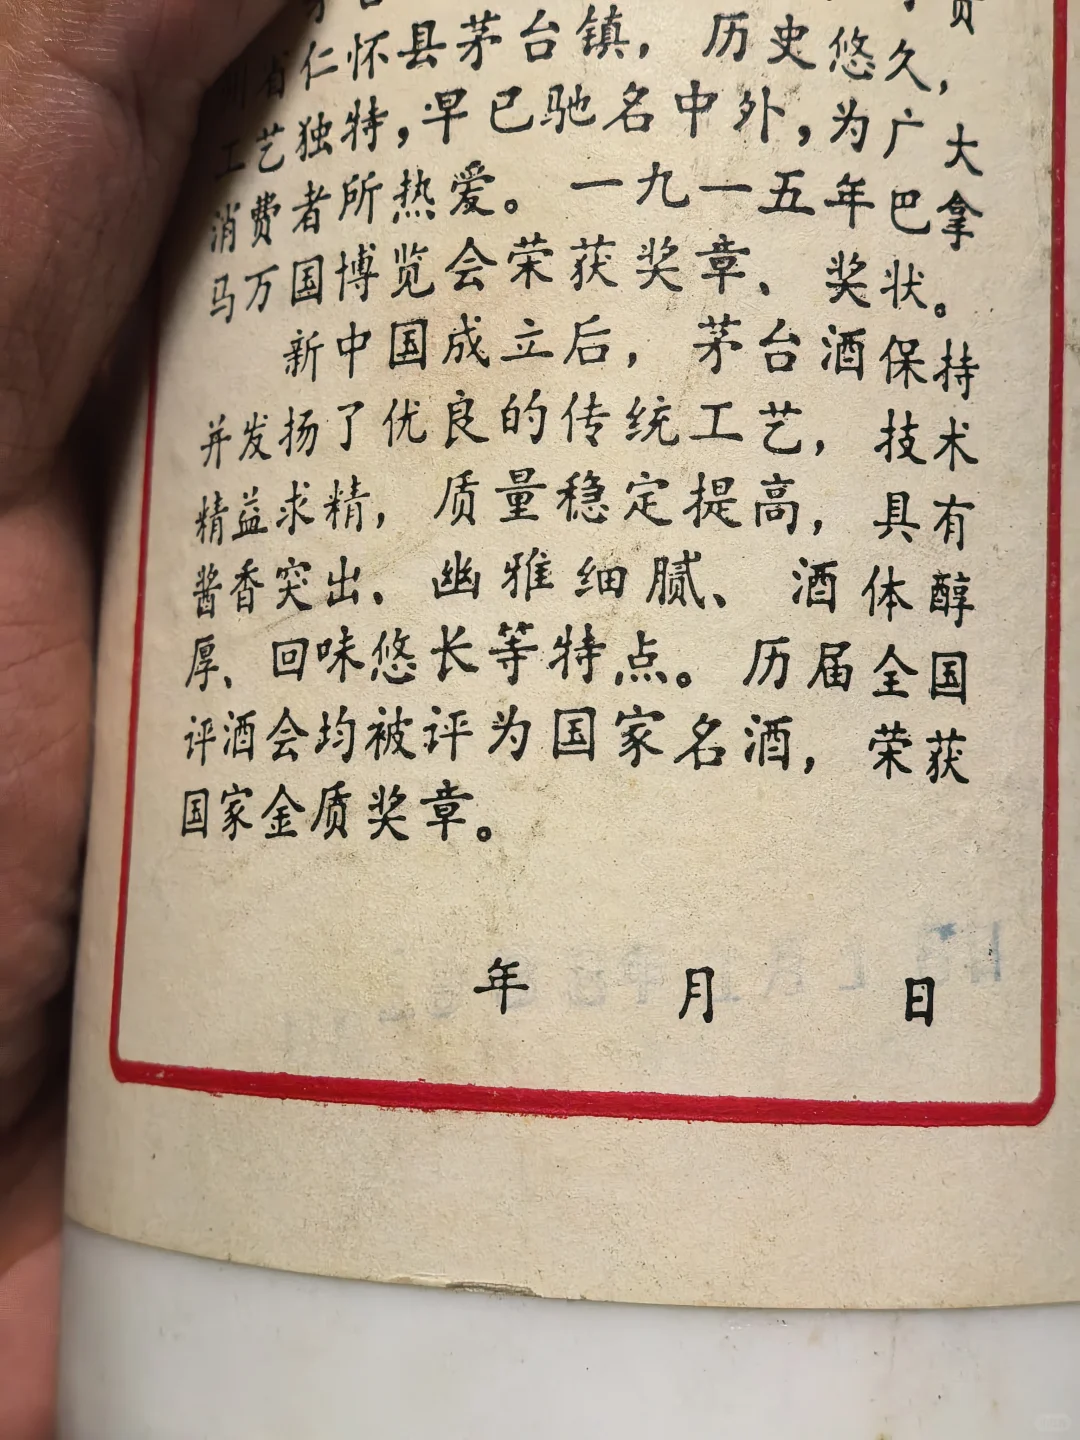 州省仁怀县茅台镇，历史悠久，
工艺独特，早已驰名中外，为广大
消费者所热爱。一九一五年巴拿
马万国博览会荣获奖章、奖状。
新中国成立后，茅台酒保持
并发扬了优良的传统工艺，技术
精益求精，质量稳定提高，具有
酱香突出、幽雅细腻、酒体醇
厚、回味悠长等特点。历届全国
评酒会均被评为国家名酒，荣获
国家金质奖章。
年 月 日